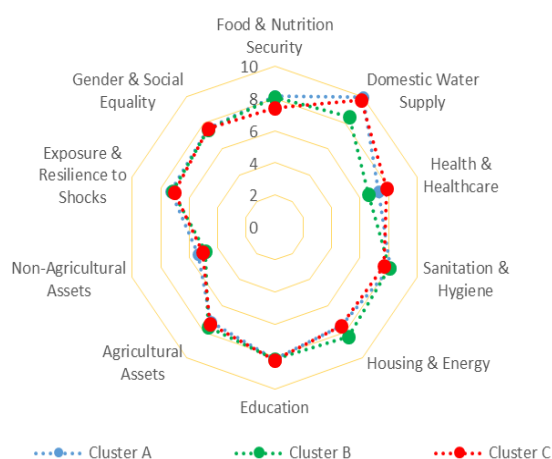 Food & Nutrition
Security
10
Gender & Social
Equality
Domestic Water
Supply
8
6
Exposure &
Resilience to
Shocks
4
Health &
Healthcare
2
0
Non-Agricultural
Assets
Sanitation &
Hygiene
Agricultural
Assets
Housing & Energy
Education
Cluster A
Cluster B
Cluster C